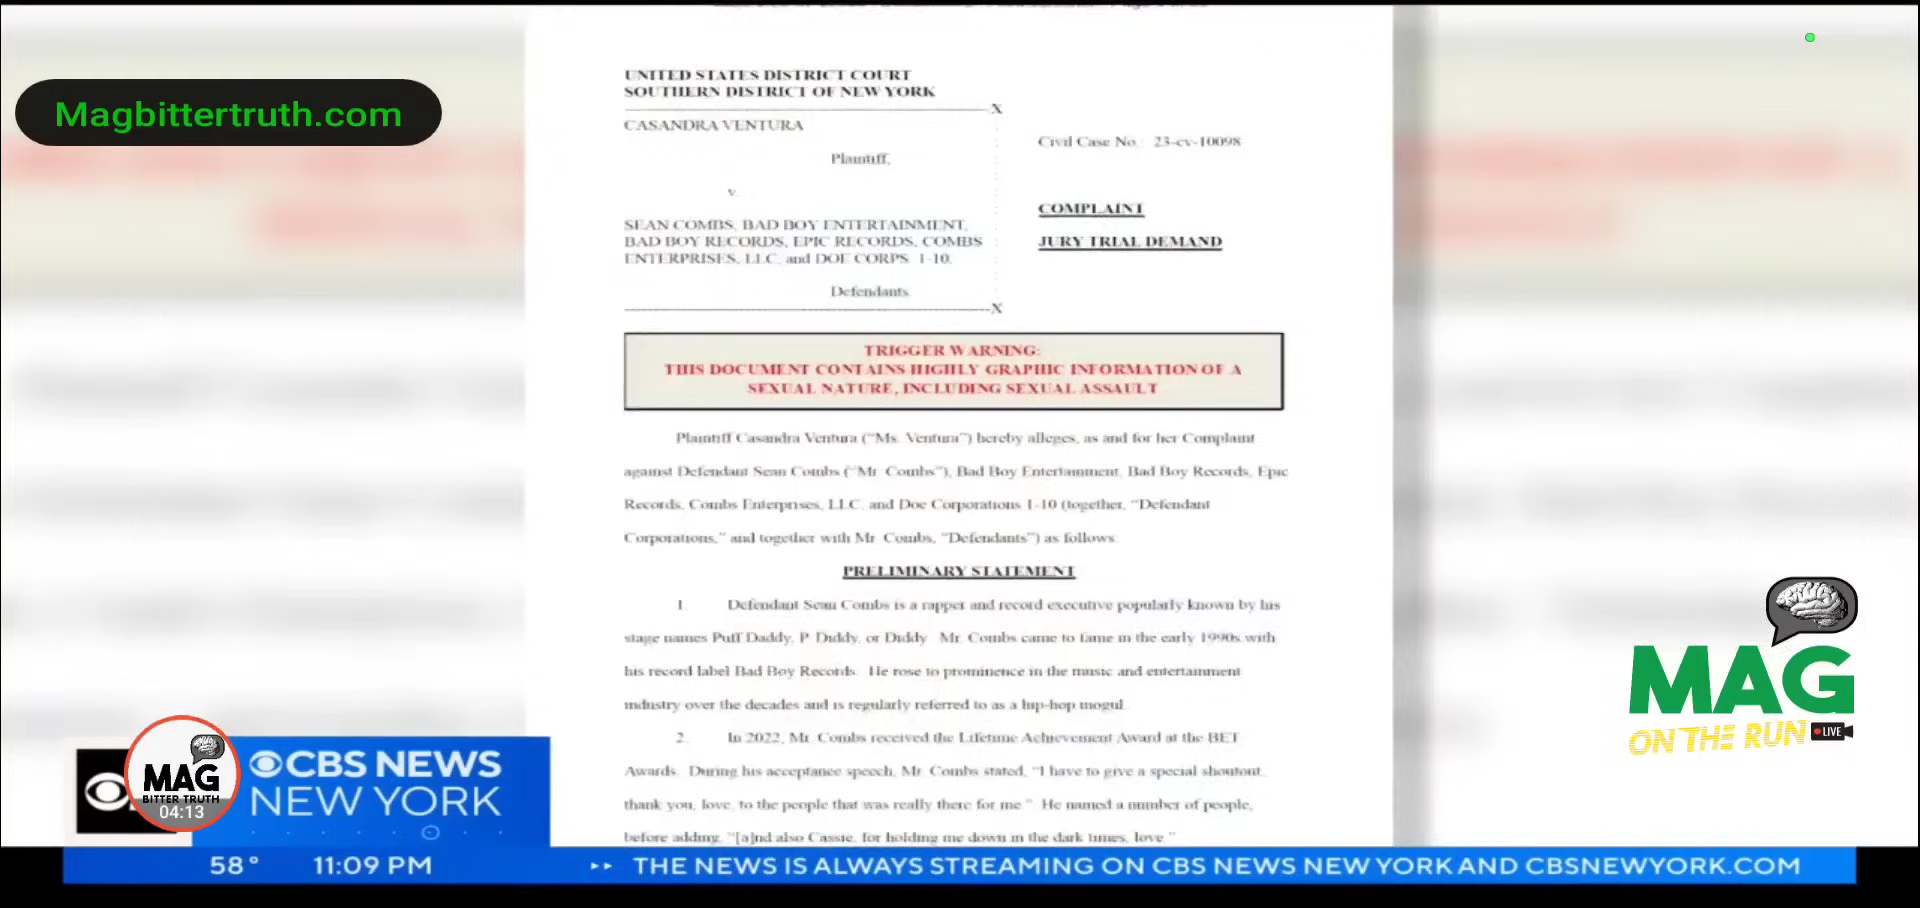 Magbittertruth.com
UNITED STATES DISTRICT COURT
SOUTHERN DISTRICT OF NEW YORK
X
CASANDRA VENTURA
Plaintiff,
v.
SEAN COMBS, BAD BOY ENTERTAINMENT,
BAD BOY RECORDS, EPIC RECORDS, COMBS
ENTERPRISES, LLC, and DOE CORPS. 1-10,
Defendants
X
Civil Case No.: 23-cv-10098
COMPLAINT
JURY TRIAL DEMAND
TRIGGER WARNING:
THIS DOCUMENT CONTAINS HIGHLY GRAPHIC INFORMATION OF A
SEXUAL NATURE, INCLUDING SEXUAL ASSAULT
Plaintiff Casandra Ventura (“Ms. Ventura”) hereby alleges, as and for her Complaint
against Defendant Sean Combs (“Mr. Combs”), Bad Boy Entertainment, Bad Boy Records, Epic
Records, Combs Enterprises, LLC, and Doe Corporations 1-10 (together, “Defendant
Corporations,” and together with Mr. Combs, “Defendants”) as follows:
PRELIMINARY STATEMENT
1. Defendant Sean Combs is a rapper and record executive popularly known by his
stage names Puff Daddy, P. Diddy, or Diddy. Mr. Combs came to fame in the early 1990s with
his record label Bad Boy Records. He rose to prominence in the music and entertainment
industry over the decades and is regularly referred to as a hip-hop mogul.
2. In 2022, Mr. Combs received the Lifetime Achievement Award at the BET
Awards. During his acceptance speech, Mr. Combs stated, “I have to give a special shoutout,
thank you, love, to the people that was really there for me.” He named a number of people,
before adding, “[a]nd also Cassie, for holding me down in the dark times, love.”
MAG
ON THE RUN
LIVE
MAG
BITTER TRUTH
04:13
CBS NEWS
NEW YORK
58° 11:09 PM THE NEWS IS ALWAYS STREAMING ON CBS NEWS NEW YORK AND CBSNEWYORK.COM